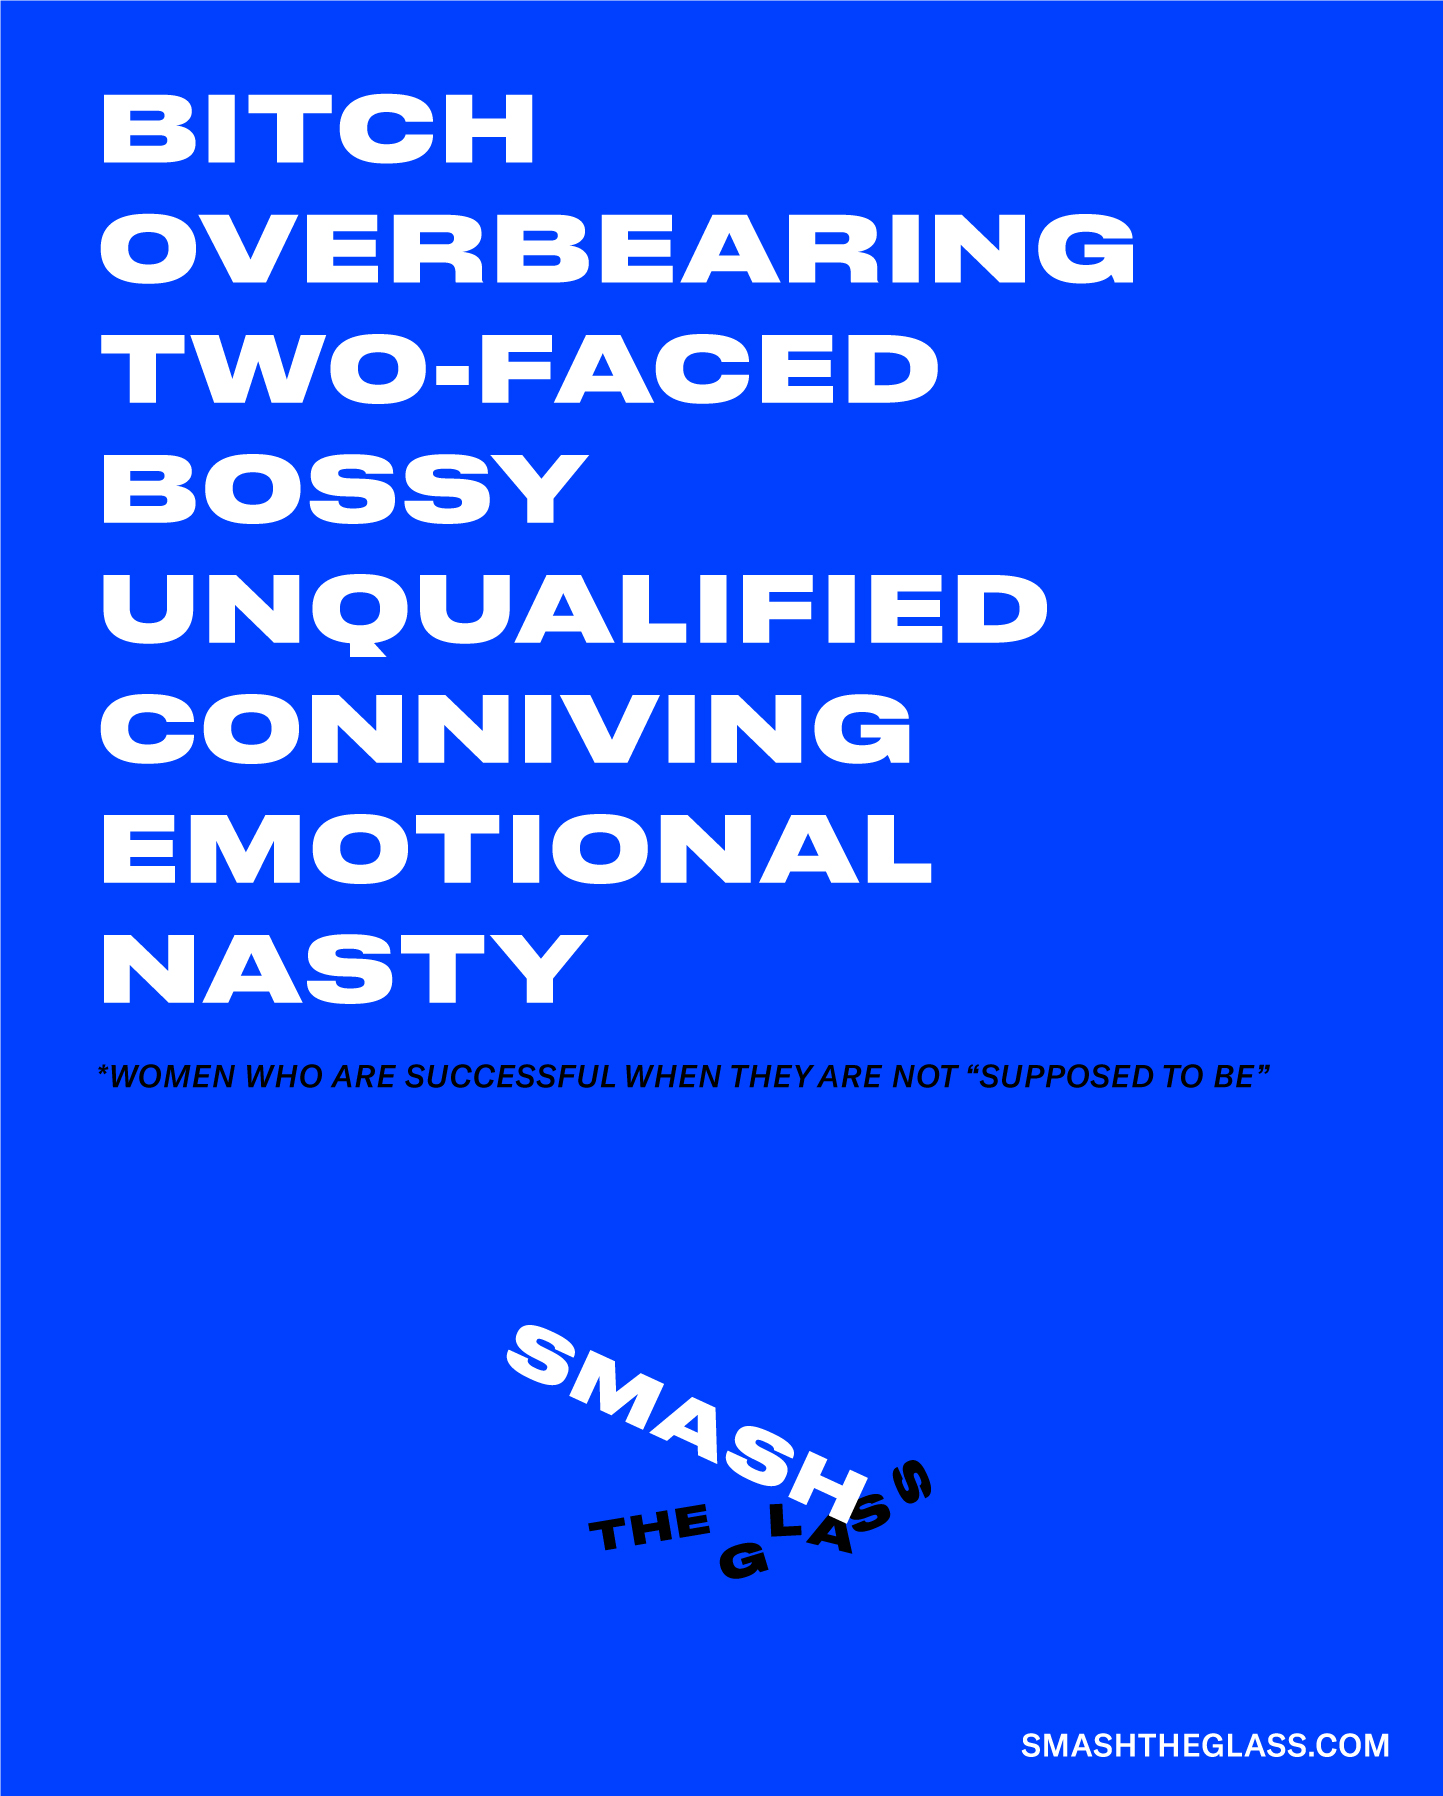 BITCH
OVERBEARING
TWO-FACED
BOSSY
UNQUALIFIED
CONNIVING
EMOTIONAL
NASTY
*WOMEN WHO ARE SUCCESSFUL WHEN THEY ARE NOT “SUPPOSED TO BE”
SMASH
THE GLASS
SMASHTHEGLASS.COM